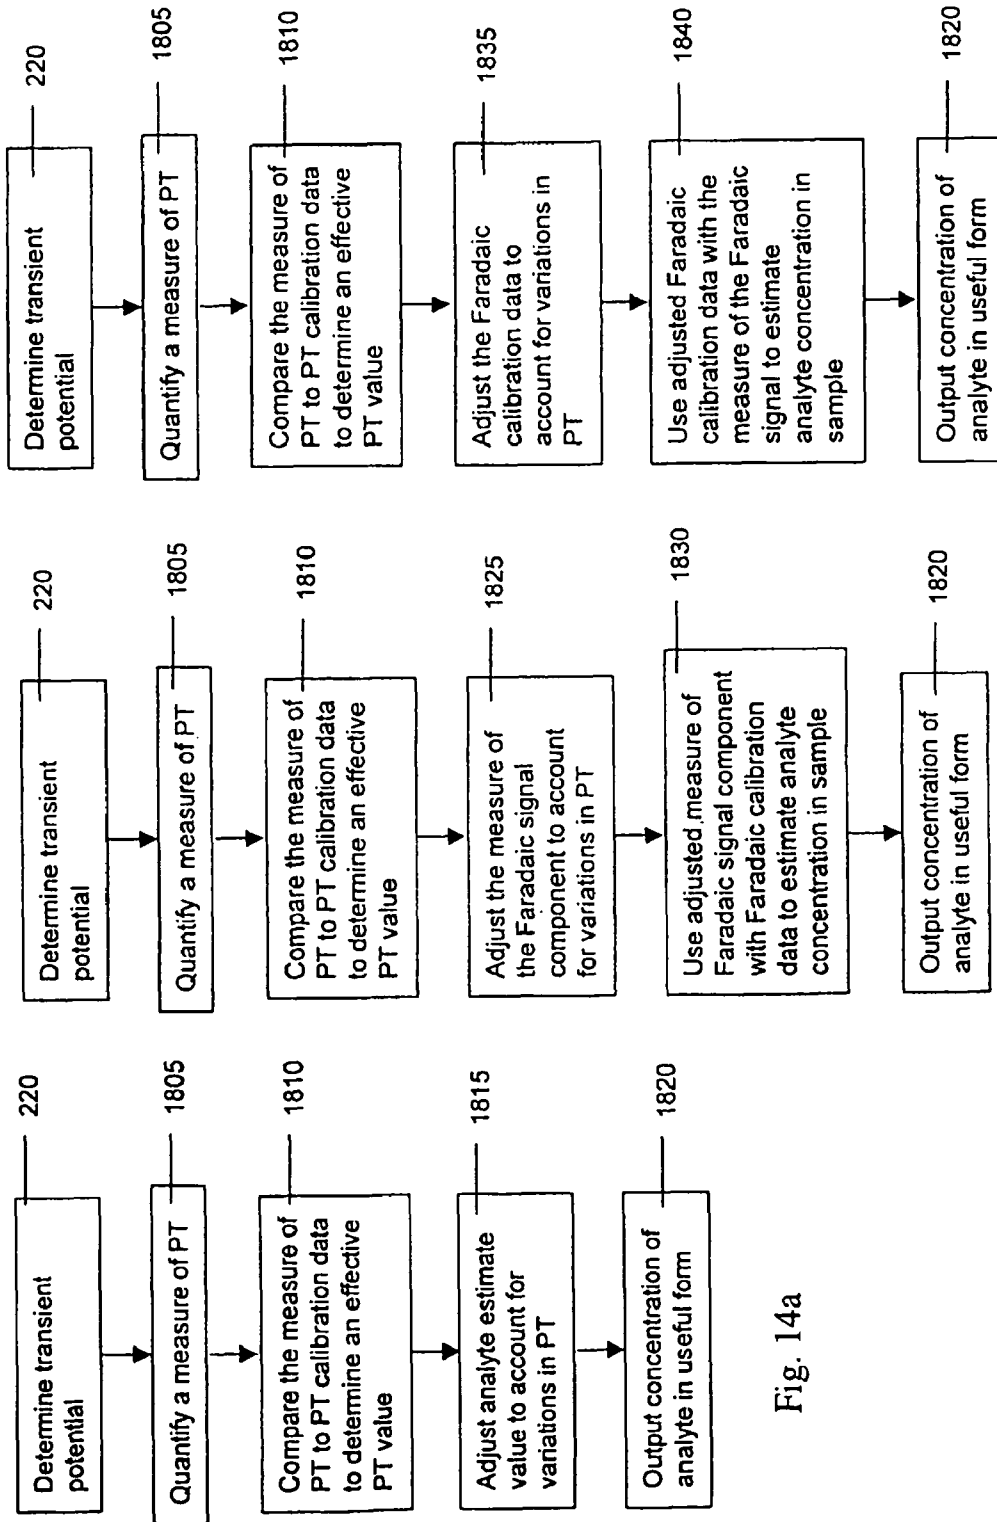 Determine transient
potential
220
Quantify a measure of PT
1805
Compare the measure of
PT to PT calibration data
to determine an effective
PT value
1810
Adjust analyte estimate
value to account for
variations in PT
1815
Output concentration of
analyte in useful form
1820
Fig. 14a
Determine transient
potential
220
Quantify a measure of PT
1805
Compare the measure of
PT to PT calibration data
to determine an effective
PT value
1810
Adjust the measure of
the Faradaic signal
component to account
for variations in PT
1825
Use adjusted measure of
Faradaic signal component
with Faradaic calibration
data to estimate analyte
concentration in sample
1830
Output concentration of
analyte in useful form
1820
Determine transient
potential
220
Quantify a measure of PT
1805
Compare the measure of
PT to PT calibration data
to determine an effective
PT value
1810
Adjust the Faradaic
calibration data to
account for variations in
PT
1835
Use adjusted Faradaic
calibration data with the
measure of the Faradaic
signal to estimate
analyte concentration in
sample
1840
Output concentration of
analyte in useful form
1820